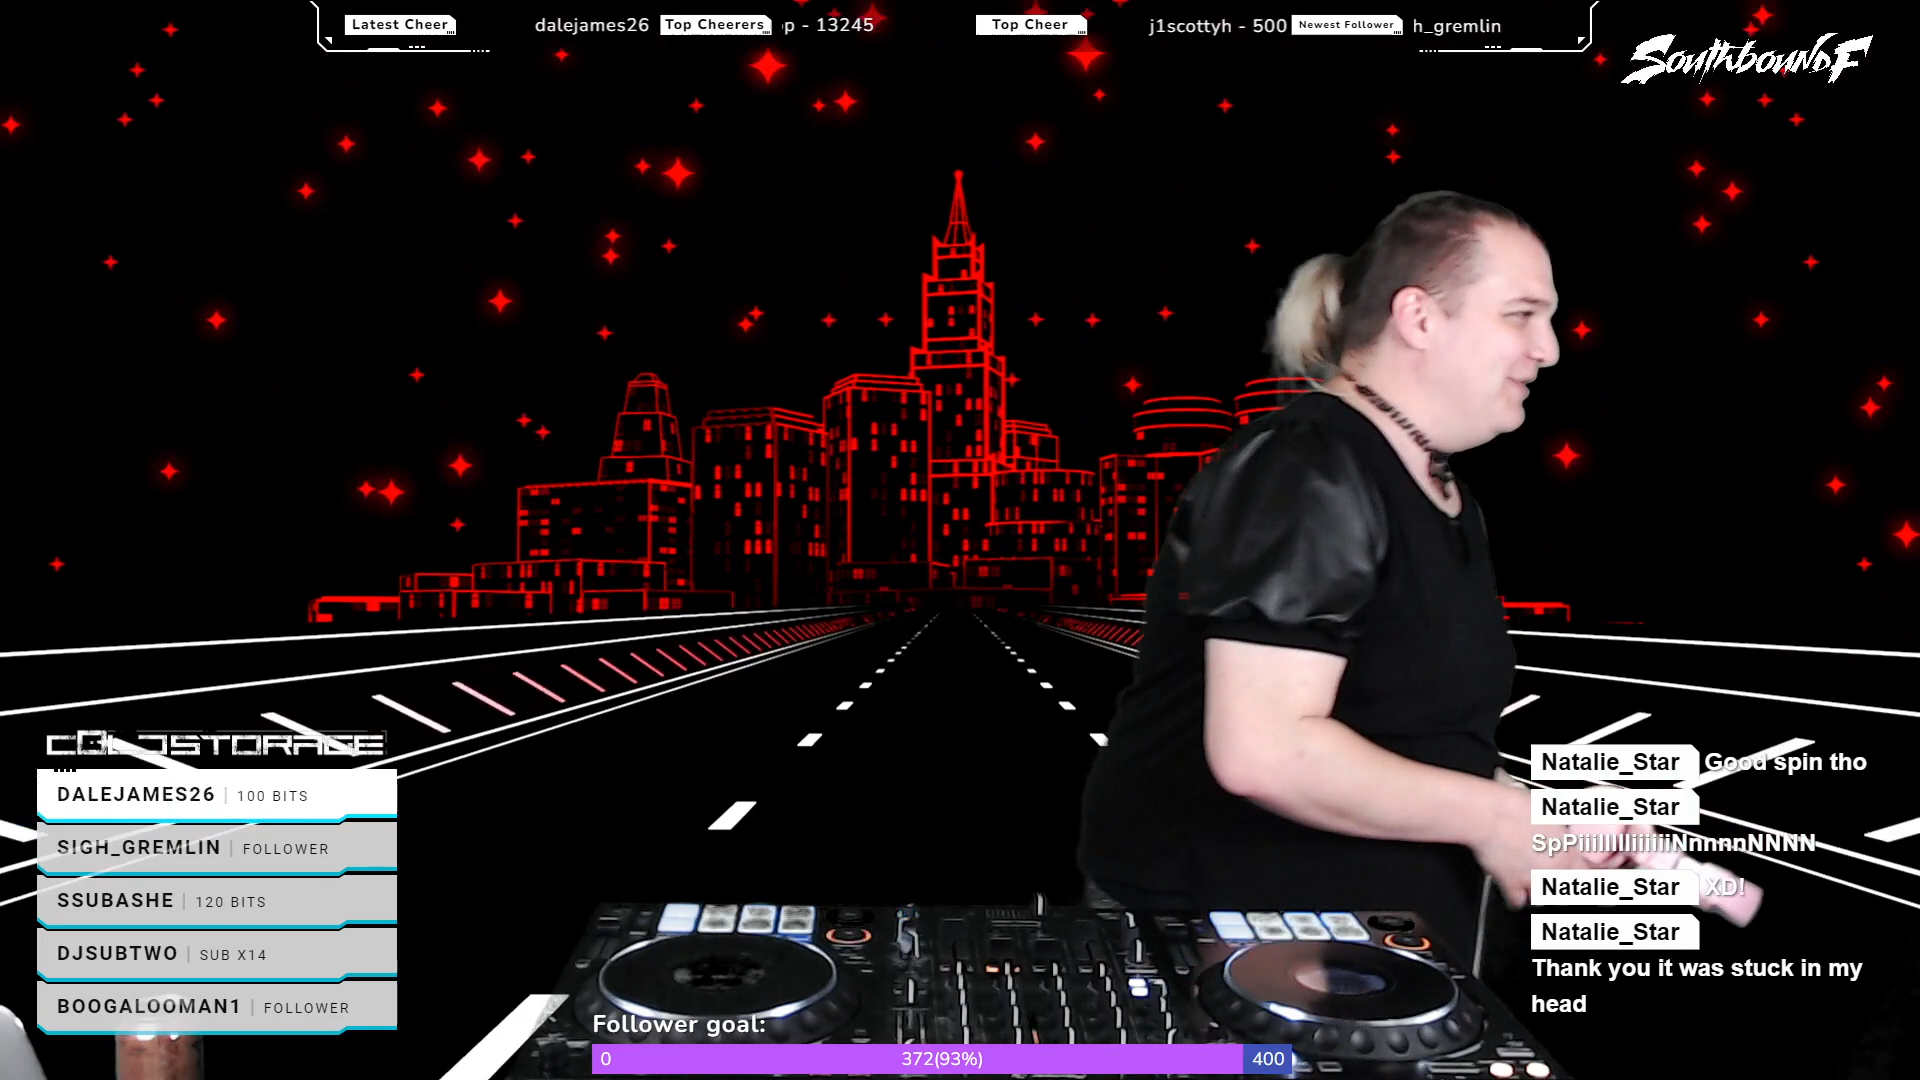 Latest Cheer
dalejames26
Top Cheerers
p - 13245
Top Cheer
j1scottyh - 500
Newest Follower
h_gremlin
SouthboundF
COLDSTORAGE
DALEJAMES26 | 100 BITS
SIGH_GREMLIN | FOLLOWER
SSUBASHE | 120 BITS
DJSUBTWO | SUB X14
BOOGALOOMAN1 | FOLLOWER
Natalie_Star Good spin tho
Natalie_Star
Natalie_Star XD!
Natalie_Star
Thank you it was stuck in my
head
Follower goal:
0 372(93%) 400